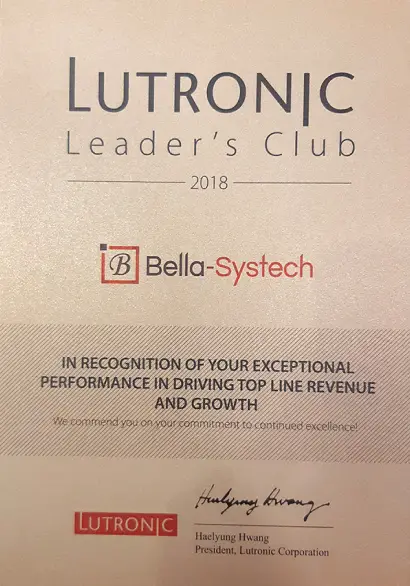 LUTRONIC
Leader's Club
2018
B Bella-Systech
IN RECOGNITION OF YOUR EXCEPTIONAL
PERFORMANCE IN DRIVING TOP LINE REVENUE
AND GROWTH
We commend you on your commitment to continued excellence!
Haelyung Hwang
LUTRONIC
Haelyung Hwang
President, Lutronic Corporation